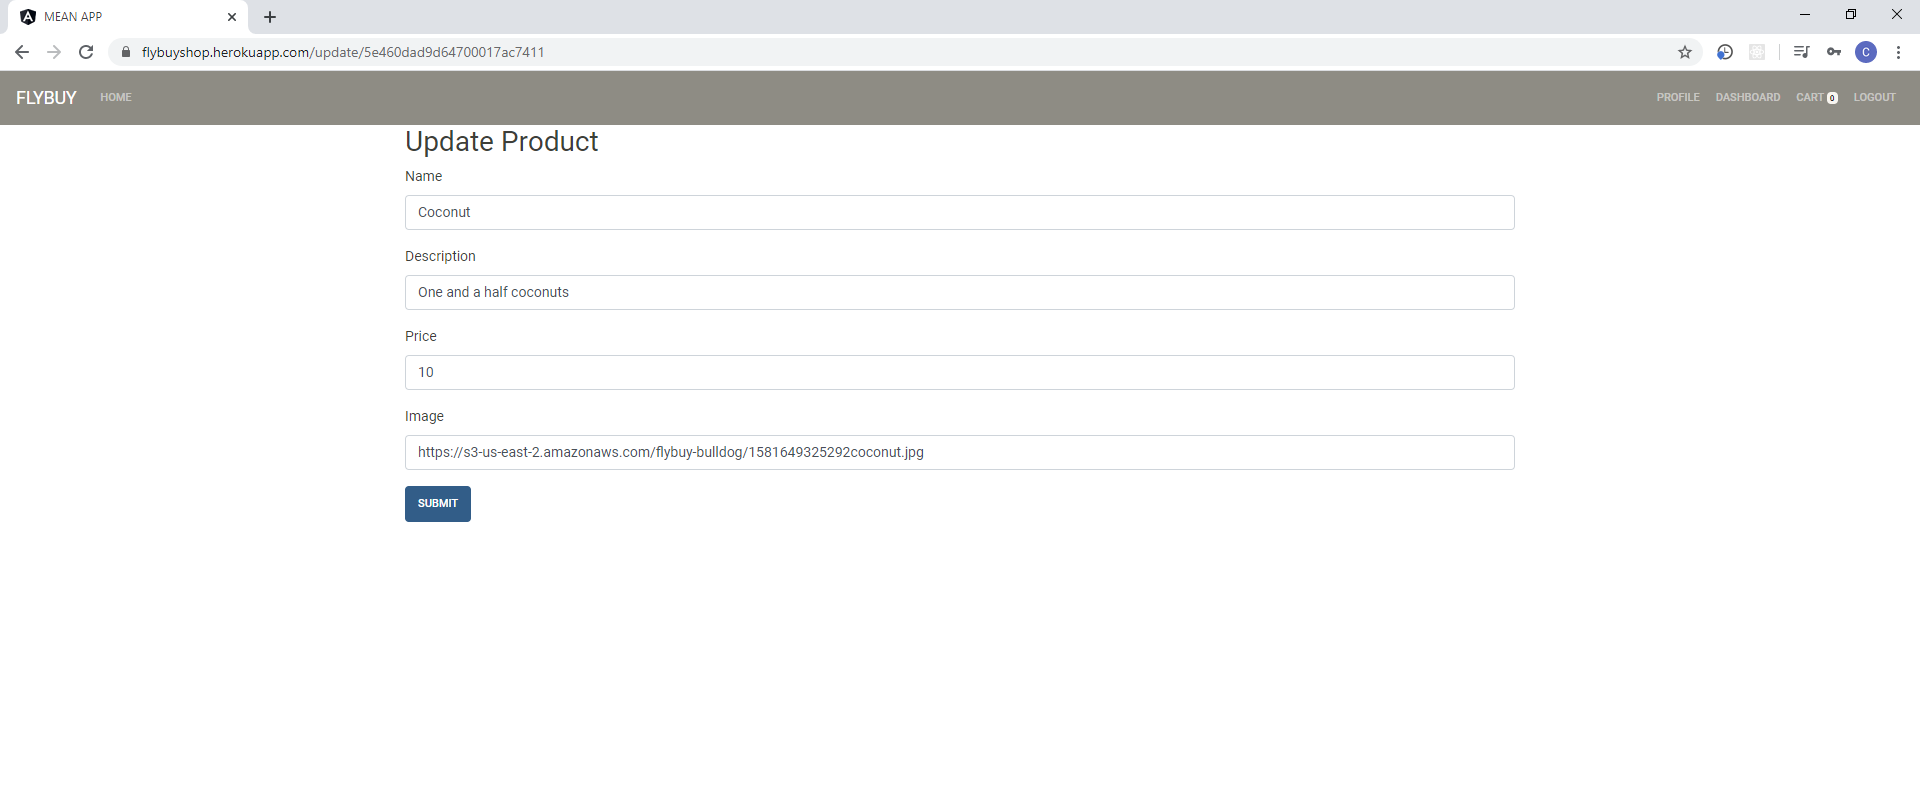 MEAN APP
flybuyshop.herokuapp.com/update/5e460dad9d64700017ac7411
C
FLYBUY HOME PROFILE DASHBOARD CART 0 LOGOUT
Update Product
Name
Coconut
Description
One and a half coconuts
Price
10
Image
https://s3-us-east-2.amazonaws.com/flybuy-bulldog/1581649325292coconut.jpg
SUBMIT